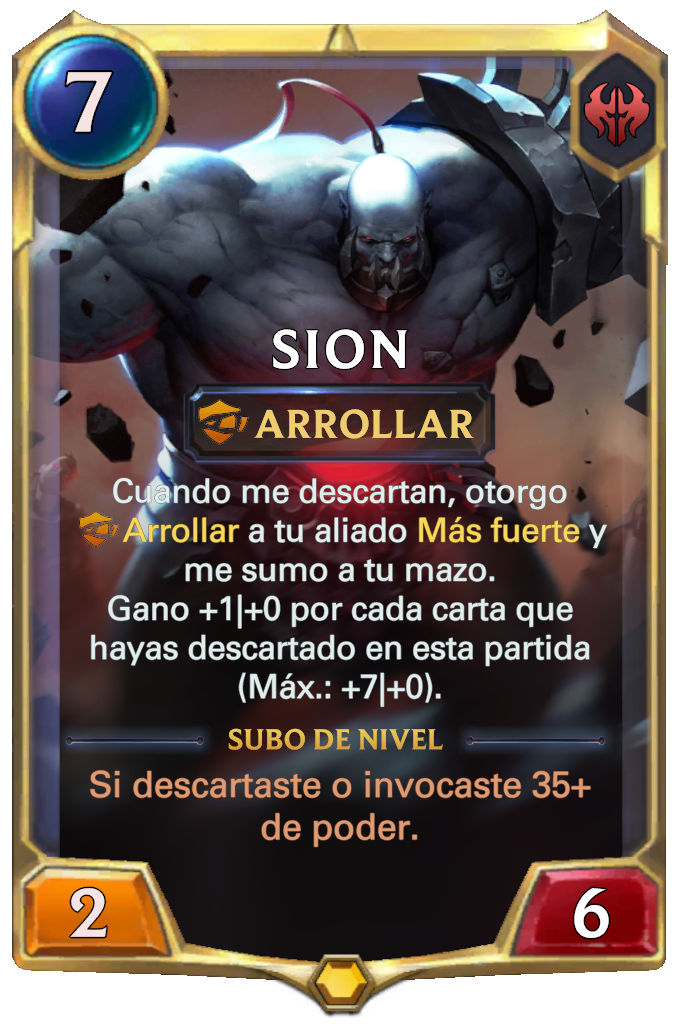 7
SION
ARROLLAR
Cuando me descartan, otorgo
Arrollar a tu aliado Más fuerte y
me sumo a tu mazo.
Gano +1|+0 por cada carta que
hayas descartado en esta partida
(Máx.: +7|+0).
SUBO DE NIVEL
Si descartaste o invocaste 35+
de poder.
2
6